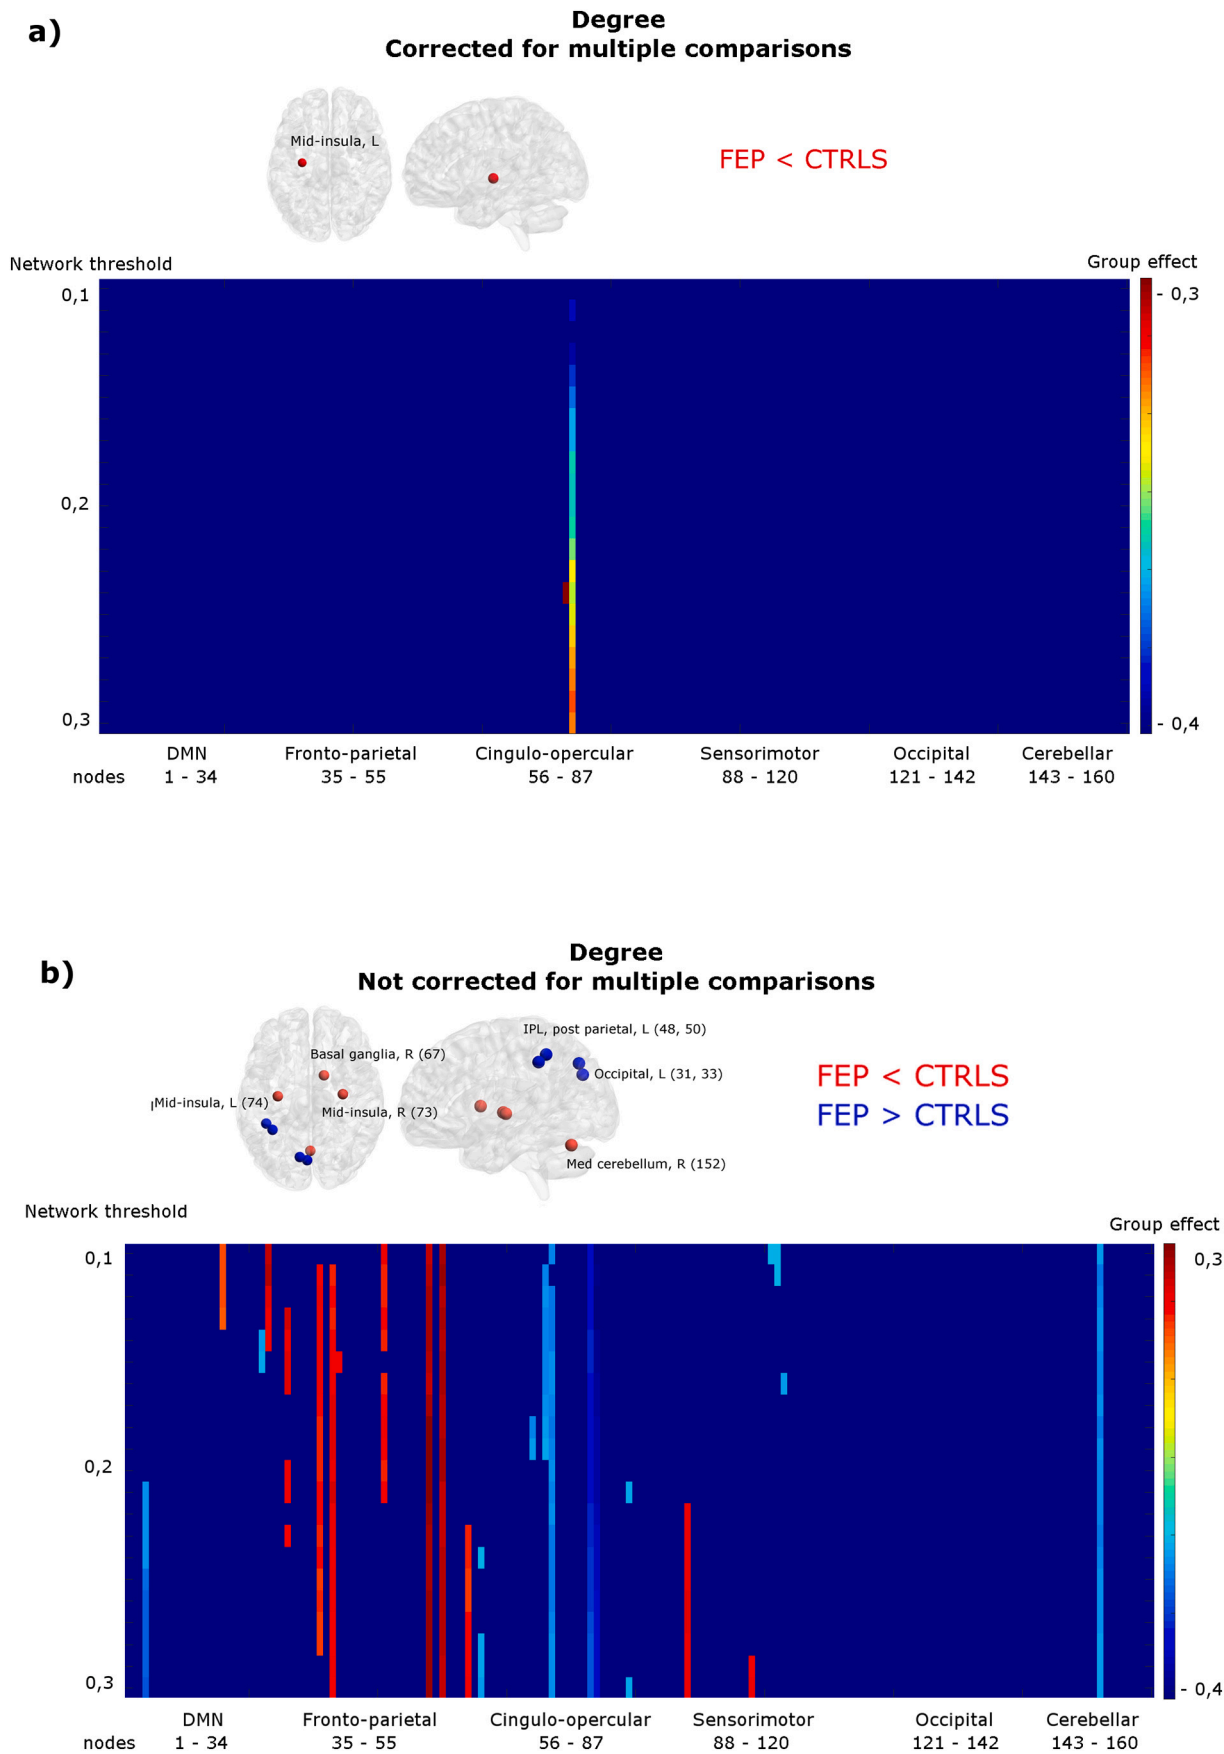 a)
Degree
Corrected for multiple comparisons
Mid-insula, L
FEP < CTRLS
Network threshold
Group effect
0,1
- 0,3
0,2
0,3
- 0,4
DMN Fronto-parietal Cingulo-opercular Sensorimotor Occipital Cerebellar
nodes 1 - 34 35 - 55 56 - 87 88 - 120 121 - 142 143 - 160
b)
Degree
Not corrected for multiple comparisons
IPL, post parietal, L (48, 50)
Basal ganglia, R (67)
Occipital, L (31, 33)
FEP < CTRLS
Mid-insula, L (74)
Mid-insula, R (73)
FEP > CTRLS
Med cerebellum, R (152)
Network threshold
Group effect
0,1
0,3
0,2
0,3
- 0,4
DMN Fronto-parietal Cingulo-opercular Sensorimotor Occipital Cerebellar
nodes 1 - 34 35 - 55 56 - 87 88 - 120 121 - 142 143 - 160